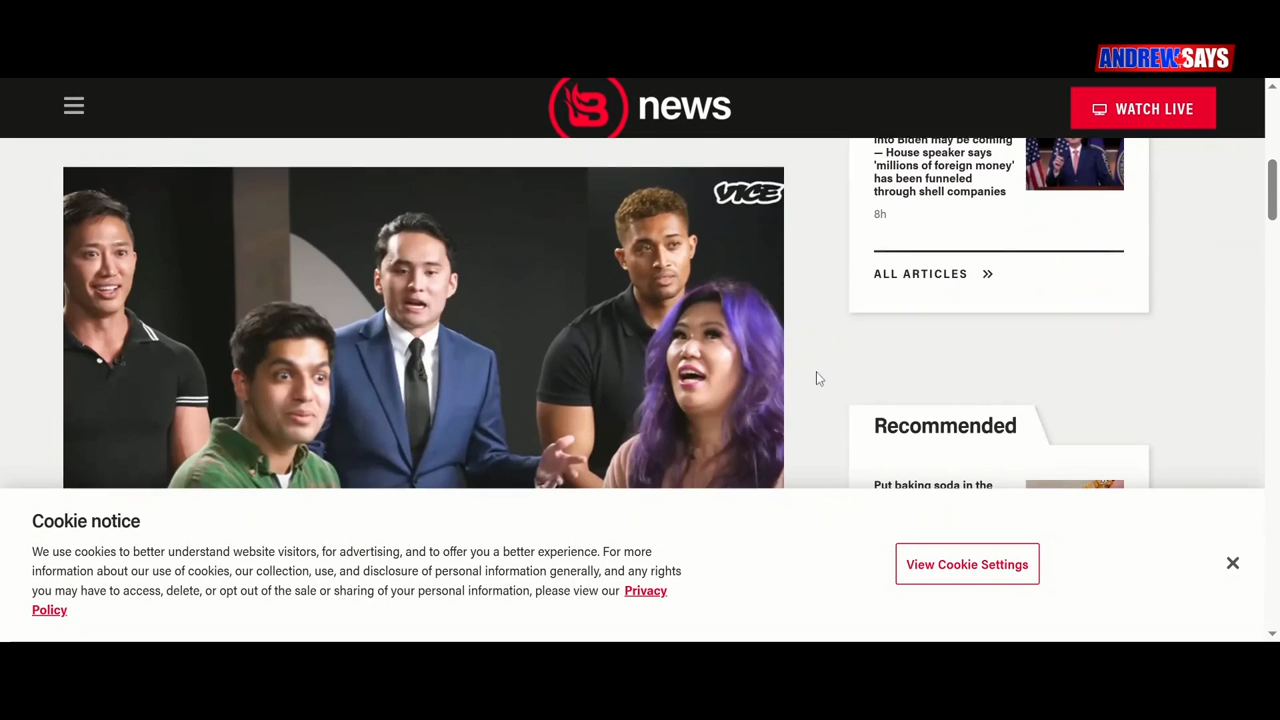 ANDREW SAYS
news
WATCH LIVE
VICE
into Biden may be coming
— House speaker says
'millions of foreign money'
has been funneled
through shell companies
8h
ALL ARTICLES »
Recommended
Put baking soda in the
Cookie notice
We use cookies to better understand website visitors, for advertising, and to offer you a better experience. For more
information about our use of cookies, our collection, use, and disclosure of personal information generally, and any rights
you may have to access, delete, or opt out of the sale or sharing of your personal information, please view our Privacy
Policy
View Cookie Settings